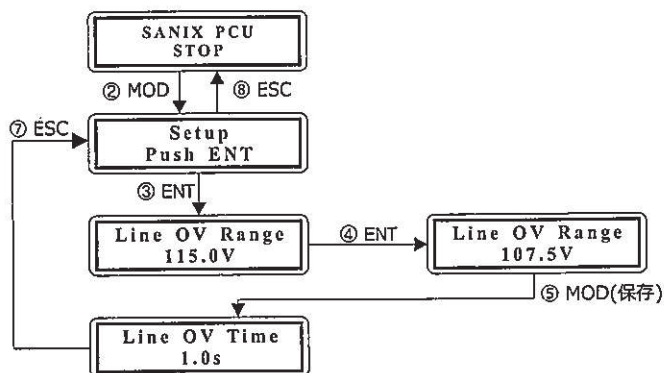 SANIX PCU
STOP
② MOD
⑧ ESC
⑦ ESC
Setup
Push ENT
③ ENT
Line OV Range
115.0V
④ ENT
Line OV Range
107.5V
⑤ MOD(保存)
Line OV Time
1.0s